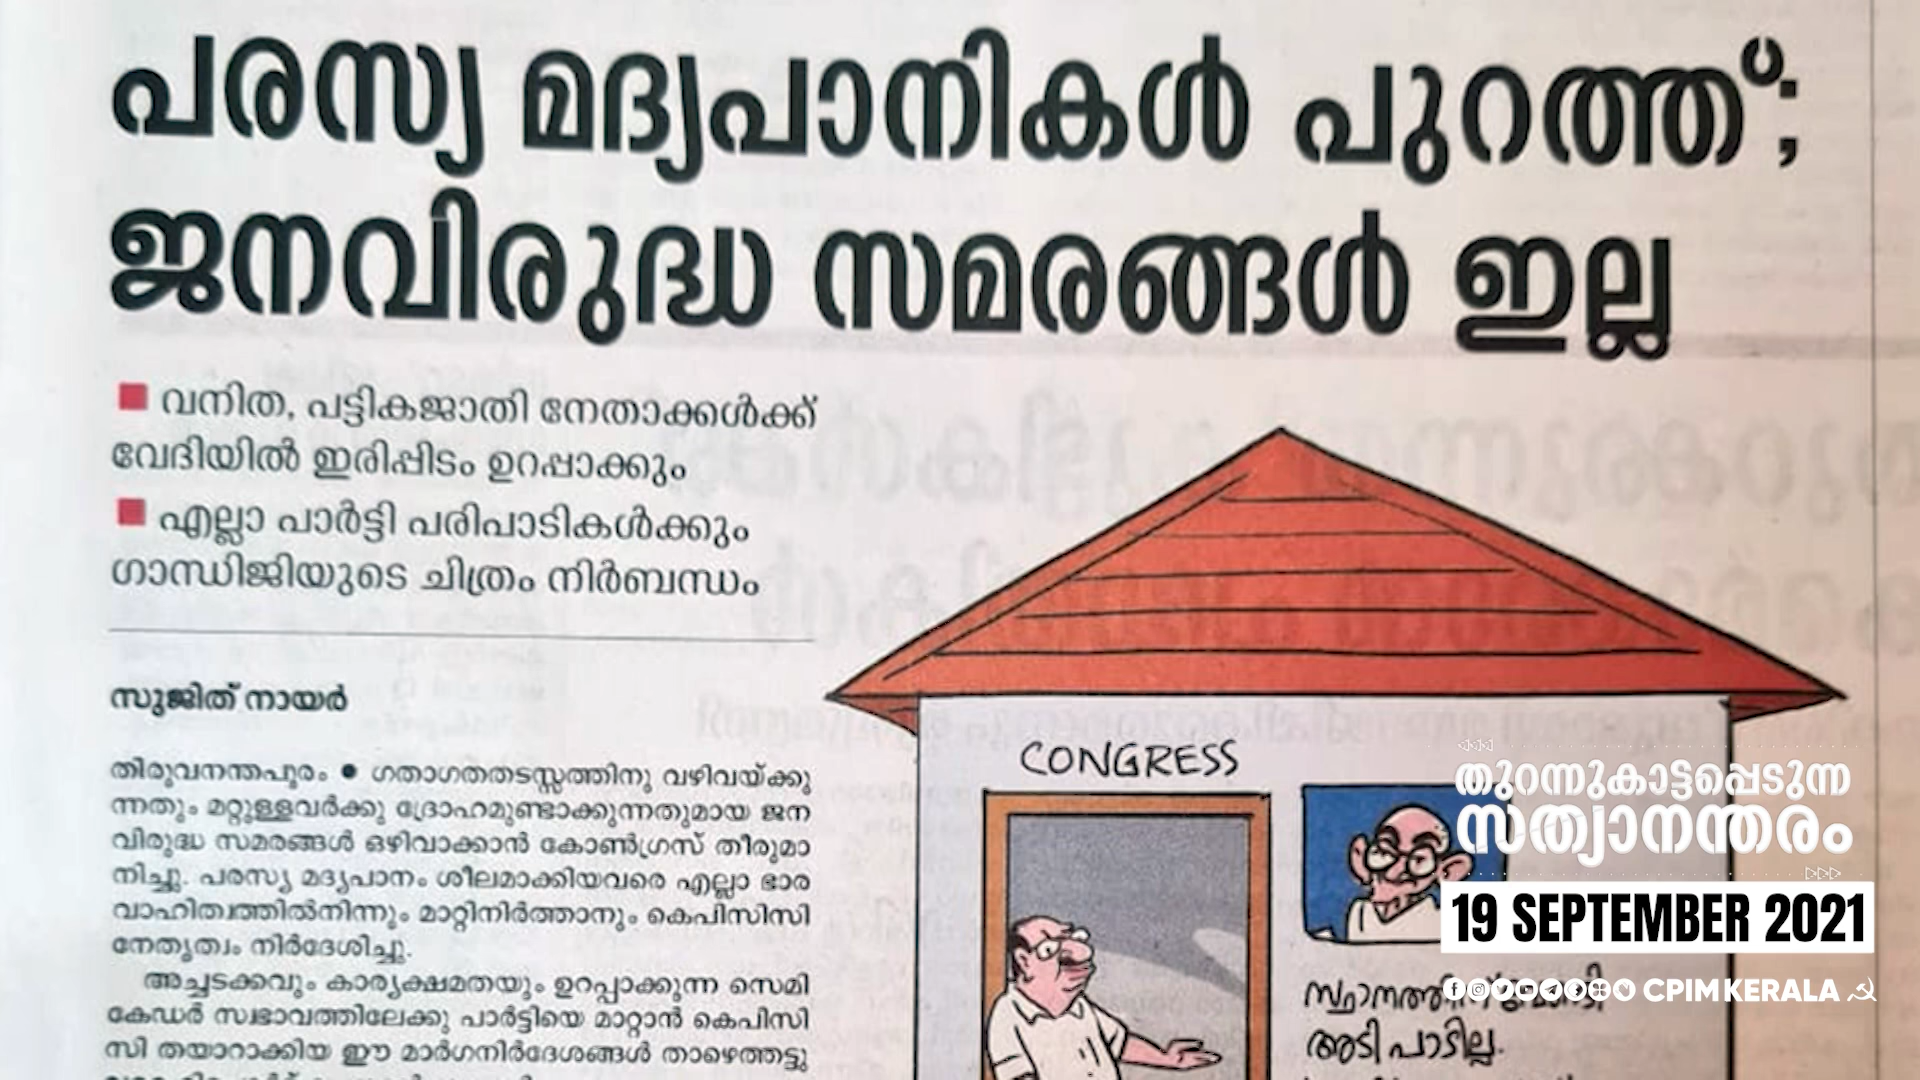 പരസ്യ മദ്യപാനികൾ പുറത്ത്;
ജനവിരുദ്ധ സമരങ്ങൾ ഇല്ല
വനിത, പട്ടികജാതി നേതാക്കൾക്ക്
വേദിയിൽ ഇരിപ്പിടം ഉറപ്പാക്കും
എല്ലാ പാർട്ടി പരിപാടികൾക്കും
ഗാന്ധിജിയുടെ ചിത്രം നിർബന്ധം
സുജിത് നായർ
തിരുവനന്തപുരം ● ഗതാഗതതടസ്സത്തിനു വഴിവയ്ക്കു
ന്നതും മറ്റുള്ളവർക്കു ദ്രോഹമുണ്ടാക്കുന്നതുമായ ജന
വിരുദ്ധ സമരങ്ങൾ ഒഴിവാക്കാൻ കോൺഗ്രസ് തീരുമാ
നിച്ചു. പരസ്യ മദ്യപാനം ശീലമാക്കിയവരെ എല്ലാ ഭാര
വാഹിത്വത്തിൽനിന്നും മാറ്റിനിർത്താനും കെപിസിസി
നേതൃത്വം നിർദേശിച്ചു.
അച്ചടക്കവും കാര്യക്ഷമതയും ഉറപ്പാക്കുന്ന സെമി
കേഡർ സ്വഭാവത്തിലേക്കു പാർട്ടിയെ മാറ്റാൻ കെപിസി
സി തയാറാക്കിയ ഈ മാർഗനിർദേശങ്ങൾ താഴെത്തട്ടു
CONGRESS
സ്ഥാനത്തിന്
അടി പാടില്ല.
തുറന്നുകാട്ടപ്പെടുന്ന
സത്യാനന്തരം
19 SEPTEMBER 2021
CPIMKERALA